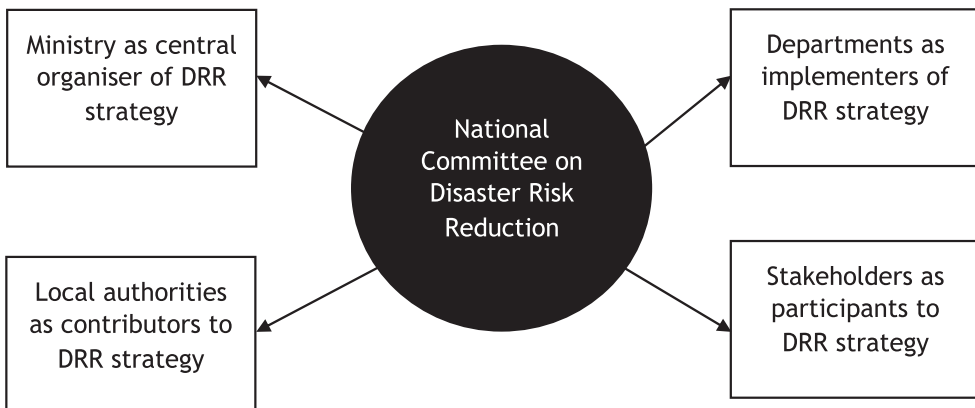 Ministry as central
organiser of DRR
strategy
Departments as
implementers of
DRR strategy
National
Committee on
Disaster Risk
Reduction
Local authorities
as contributors to
DRR strategy
Stakeholders as
participants to
DRR strategy